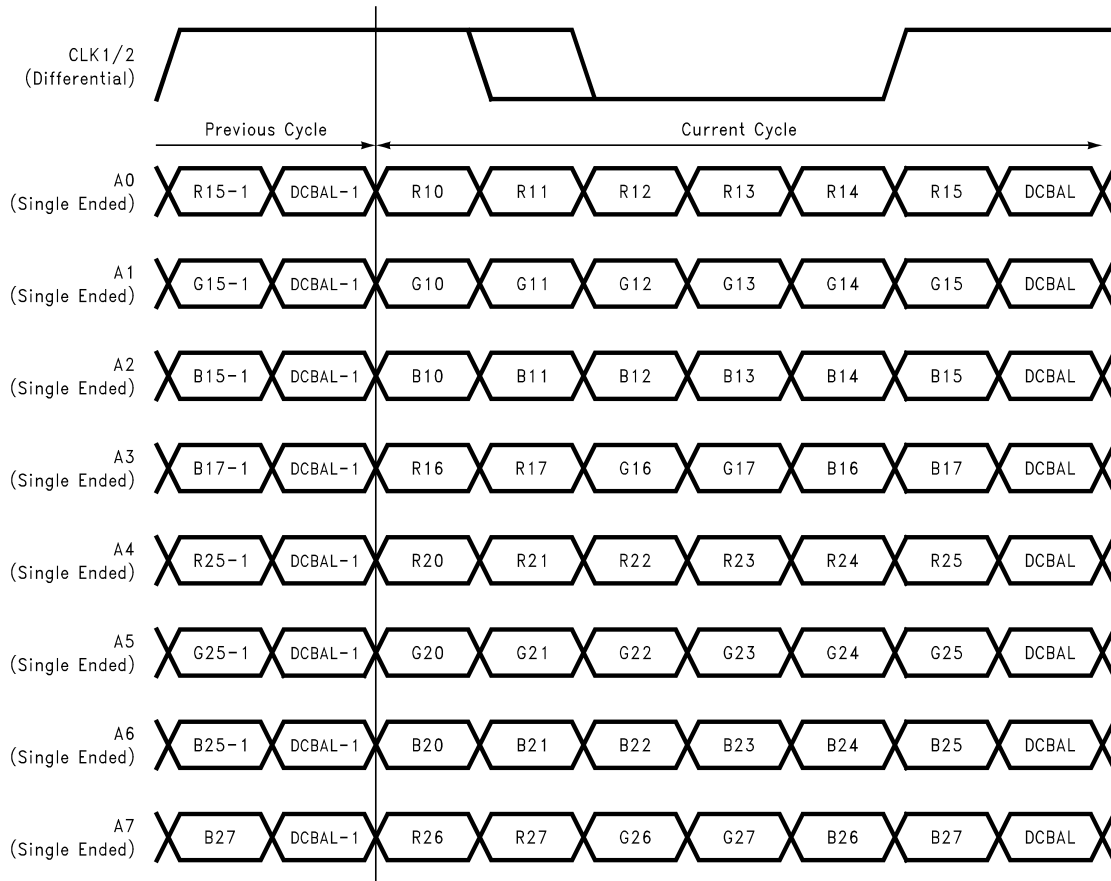 CLK1/2
(Differential)
Previous Cycle
Current Cycle
A0
(Single Ended)
R15-1 DCBAL-1 R10 R11 R12 R13 R14 R15 DCBAL
A1
(Single Ended)
G15-1 DCBAL-1 G10 G11 G12 G13 G14 G15 DCBAL
A2
(Single Ended)
B15-1 DCBAL-1 B10 B11 B12 B13 B14 B15 DCBAL
A3
(Single Ended)
B17-1 DCBAL-1 R16 R17 G16 G17 B16 B17 DCBAL
A4
(Single Ended)
R25-1 DCBAL-1 R20 R21 R22 R23 R24 R25 DCBAL
A5
(Single Ended)
G25-1 DCBAL-1 G20 G21 G22 G23 G24 G25 DCBAL
A6
(Single Ended)
B25-1 DCBAL-1 B20 B21 B22 B23 B24 B25 DCBAL
A7
(Single Ended)
B27 DCBAL-1 R26 R27 G26 G27 B26 B27 DCBAL